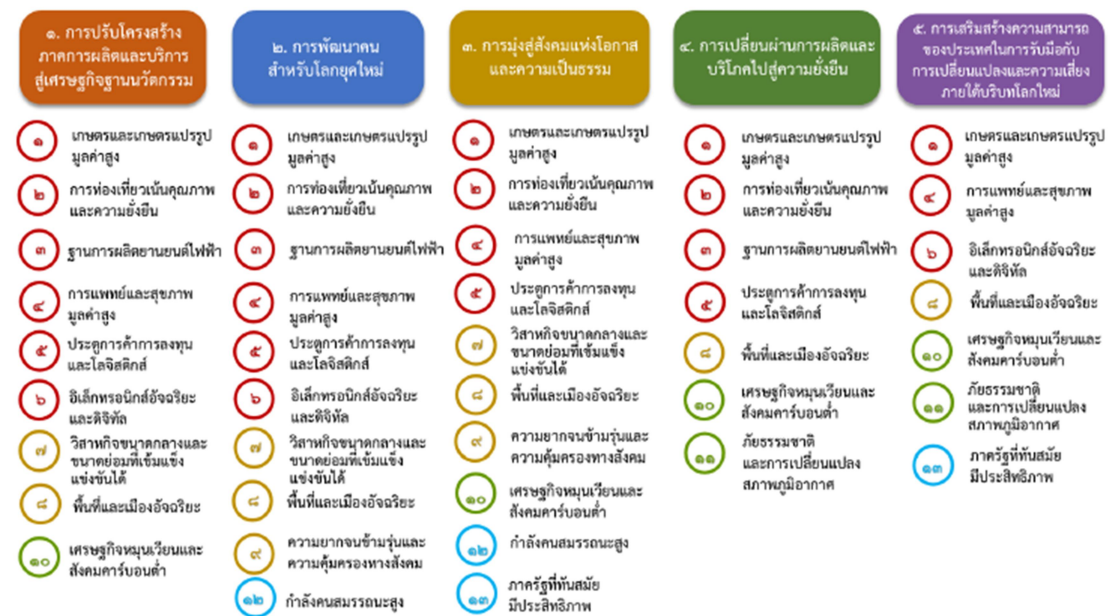 ๑. การปรับโครงสร้าง
ภาคการผลิตและบริการ
สู่เศรษฐกิจฐานนวัตกรรม
๑
เกษตรและเกษตรแปรรูป
มูลค่าสูง
๒
การท่องเที่ยวเน้นคุณภาพ
และความยั่งยืน
๓
ฐานการผลิตยานยนต์ไฟฟ้า
๔
การแพทย์และสุขภาพ
มูลค่าสูง
๕
ประตูการค้าการลงทุน
และโลจิสติกส์
๖
อิเล็กทรอนิกส์อัจฉริยะ
และดิจิทัล
๗
วิสาหกิจขนาดกลางและ
ขนาดย่อมที่เข้มแข็ง
แข่งขันได้
๘
พื้นที่และเมืองอัจฉริยะ
๑๐
เศรษฐกิจหมุนเวียนและ
สังคมคาร์บอนต่ำ
๒. การพัฒนาคน
สำหรับโลกยุคใหม่
๑
เกษตรและเกษตรแปรรูป
มูลค่าสูง
๒
การท่องเที่ยวเน้นคุณภาพ
และความยั่งยืน
๓
ฐานการผลิตยานยนต์ไฟฟ้า
๔
การแพทย์และสุขภาพ
มูลค่าสูง
๕
ประตูการค้าการลงทุน
และโลจิสติกส์
๖
อิเล็กทรอนิกส์อัจฉริยะ
และดิจิทัล
๗
วิสาหกิจขนาดกลางและ
ขนาดย่อมที่เข้มแข็ง
แข่งขันได้
๘
พื้นที่และเมืองอัจฉริยะ
๙
ความยากจนข้ามรุ่นและ
ความคุ้มครองทางสังคม
๑๒
กำลังคนสมรรถนะสูง
๓. การมุ่งสู่สังคมแห่งโอกาส
และความเป็นธรรม
๑
เกษตรและเกษตรแปรรูป
มูลค่าสูง
๒
การท่องเที่ยวเน้นคุณภาพ
และความยั่งยืน
๔
การแพทย์และสุขภาพ
มูลค่าสูง
๕
ประตูการค้าการลงทุน
และโลจิสติกส์
๗
วิสาหกิจขนาดกลางและ
ขนาดย่อมที่เข้มแข็ง
แข่งขันได้
๘
พื้นที่และเมืองอัจฉริยะ
๙
ความยากจนข้ามรุ่นและ
ความคุ้มครองทางสังคม
๑๐
เศรษฐกิจหมุนเวียนและ
สังคมคาร์บอนต่ำ
๑๒
กำลังคนสมรรถนะสูง
๑๓
ภาครัฐที่ทันสมัย
มีประสิทธิภาพ
๔. การเปลี่ยนผ่านการผลิตและ
บริโภคไปสู่ความยั่งยืน
๑
เกษตรและเกษตรแปรรูป
มูลค่าสูง
๒
การท่องเที่ยวเน้นคุณภาพ
และความยั่งยืน
๓
ฐานการผลิตยานยนต์ไฟฟ้า
๕
ประตูการค้าการลงทุน
และโลจิสติกส์
๘
พื้นที่และเมืองอัจฉริยะ
๑๐
เศรษฐกิจหมุนเวียนและ
สังคมคาร์บอนต่ำ
๑๑
ภัยธรรมชาติ
และการเปลี่ยนแปลง
สภาพภูมิอากาศ
๕. การเสริมสร้างความสามารถ
ของประเทศในการรับมือกับ
การเปลี่ยนแปลงและความเสี่ยง
ภายใต้บริบทโลกใหม่
๑
เกษตรและเกษตรแปรรูป
มูลค่าสูง
๔
การแพทย์และสุขภาพ
มูลค่าสูง
๖
อิเล็กทรอนิกส์อัจฉริยะ
และดิจิทัล
๘
พื้นที่และเมืองอัจฉริยะ
๑๐
เศรษฐกิจหมุนเวียนและ
สังคมคาร์บอนต่ำ
๑๑
ภัยธรรมชาติ
และการเปลี่ยนแปลง
สภาพภูมิอากาศ
๑๓
ภาครัฐที่ทันสมัย
มีประสิทธิภาพ